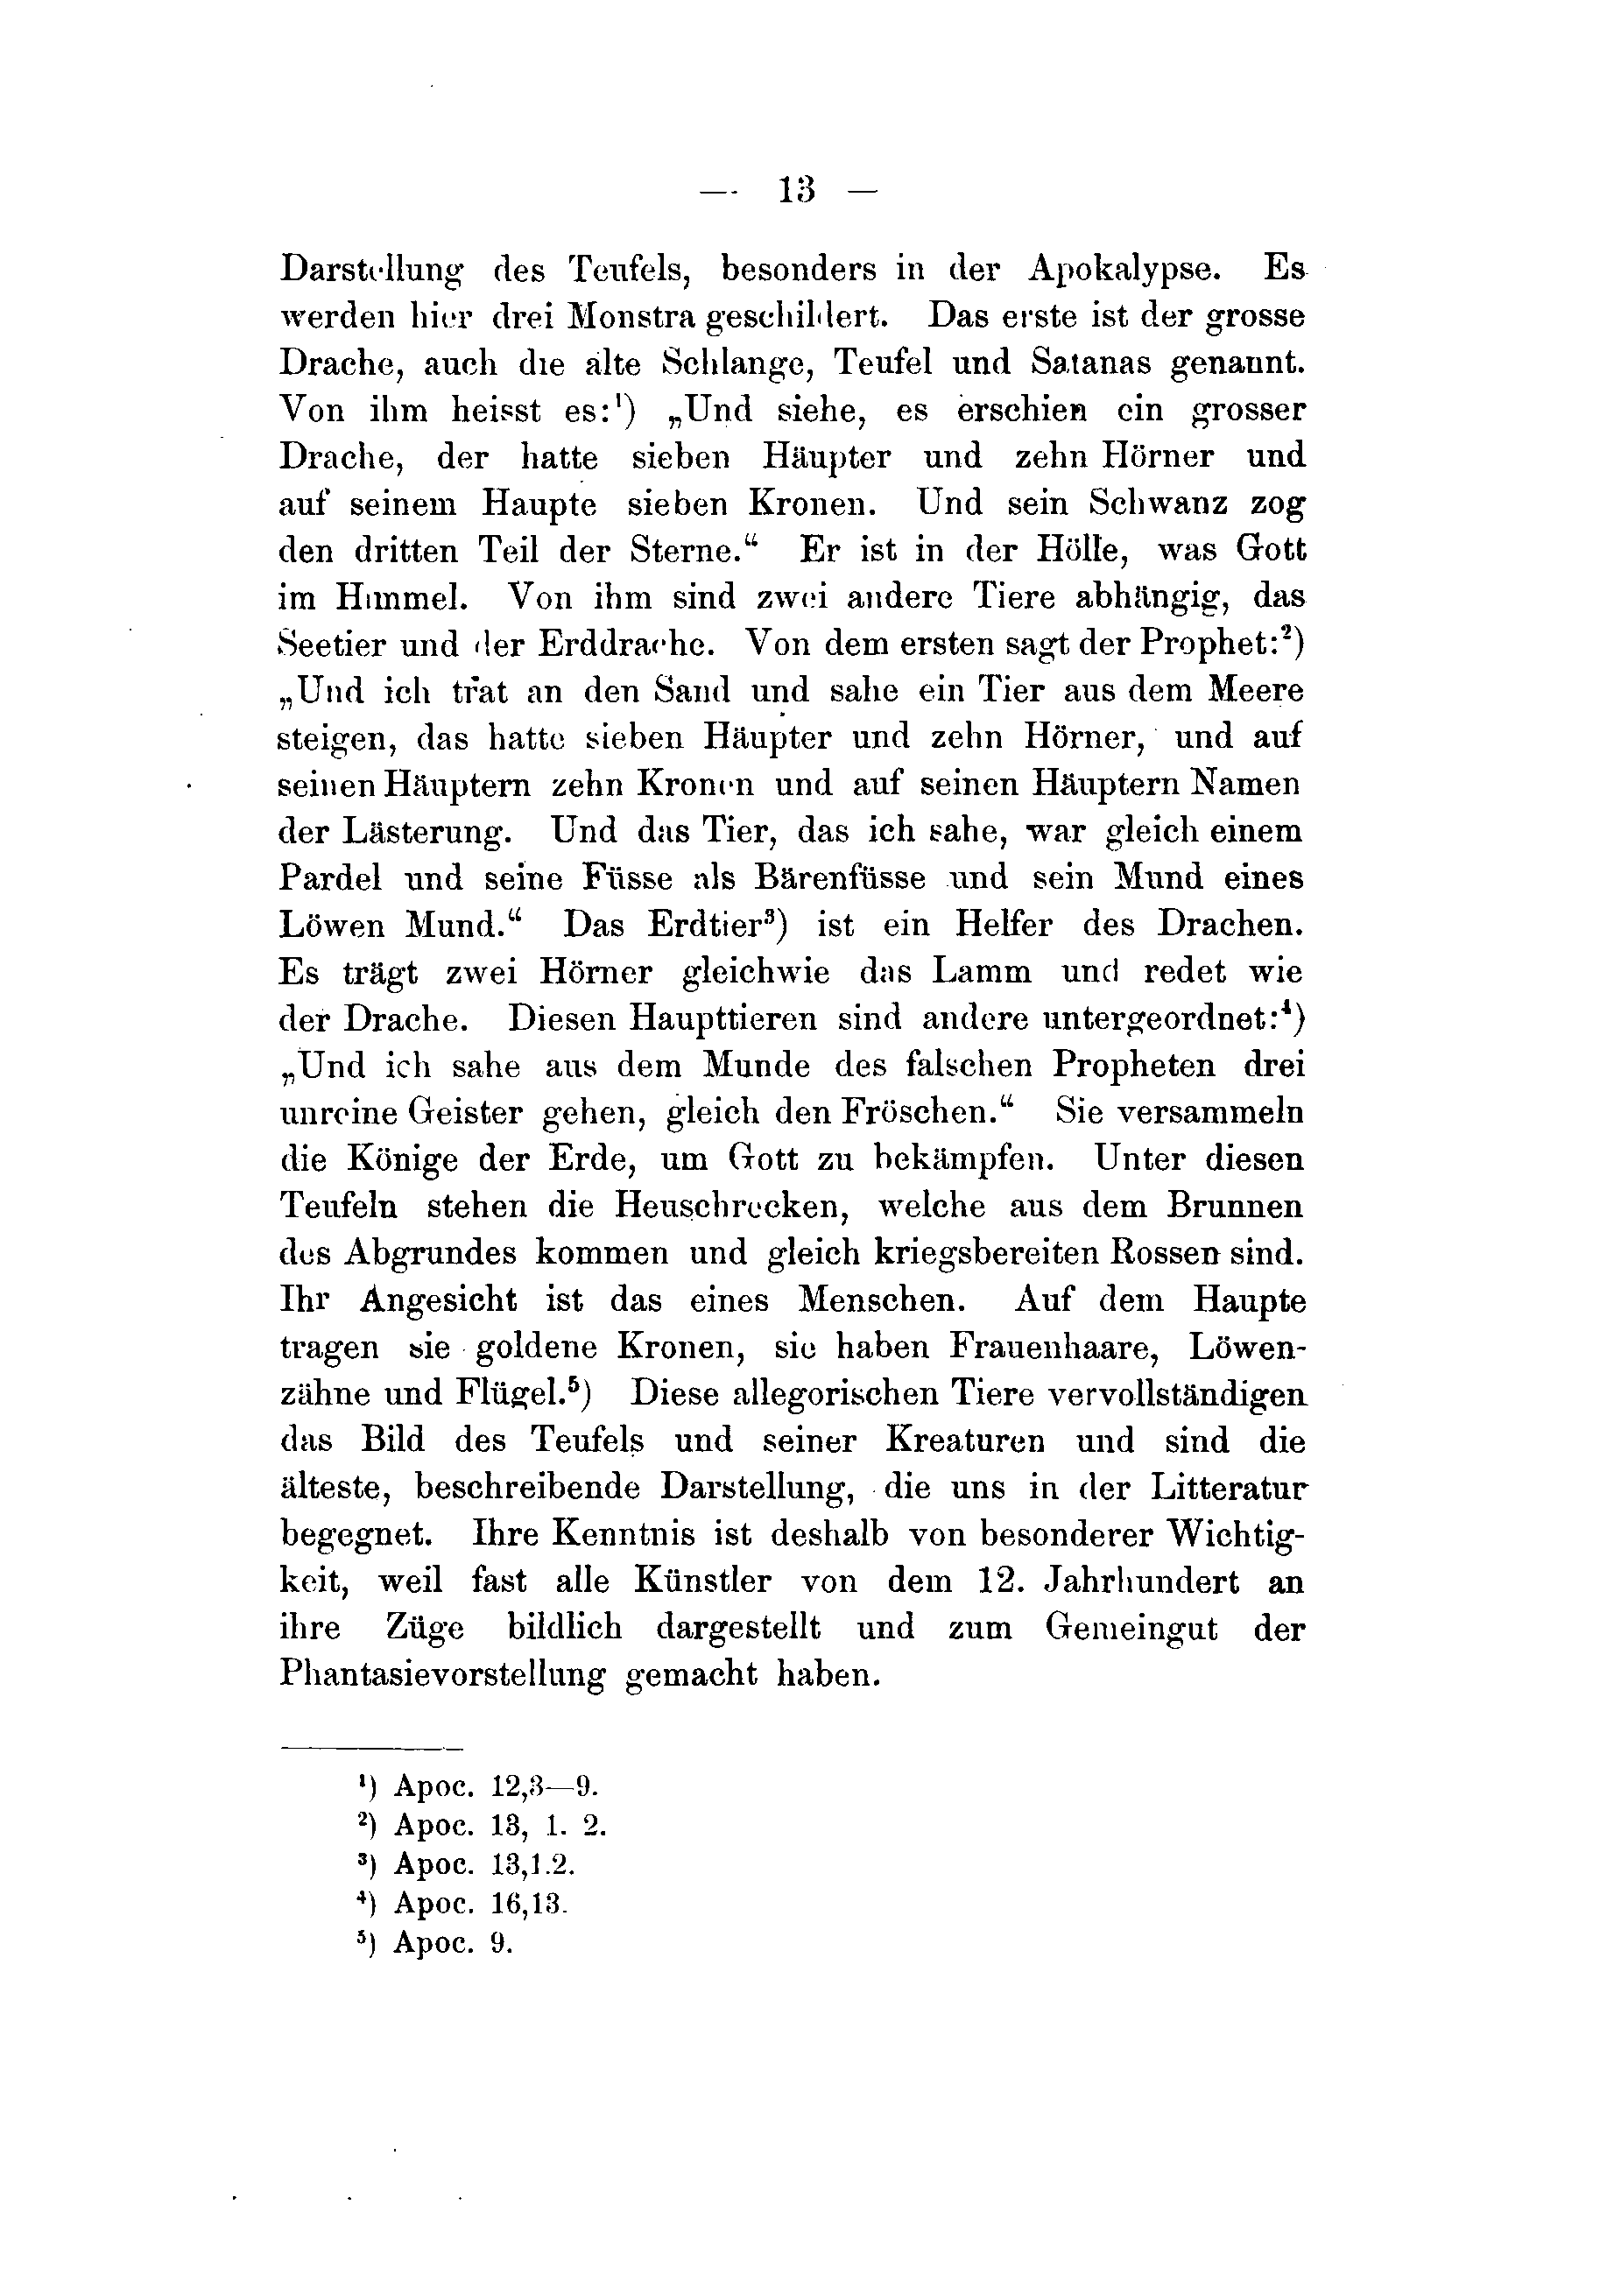 — 13 —
Darstellung des Teufels, besonders in der Apokalypse. Es
werden hier drei Monstra geschildert. Das erste ist der grosse
Drache, auch die alte Schlange, Teufel und Satanas genannt.
Von ihm heisst es:¹) „Und siehe, es erschien ein grosser
Drache, der hatte sieben Häupter und zehn Hörner und
auf seinem Haupte sieben Kronen. Und sein Schwanz zog
den dritten Teil der Sterne.“ Er ist in der Hölle, was Gott
im Himmel. Von ihm sind zwei andere Tiere abhängig, das
Seetier und der Erddrache. Von dem ersten sagt der Prophet:²)
„Und ich trat an den Sand und sahe ein Tier aus dem Meere
steigen, das hatte sieben Häupter und zehn Hörner, und auf
seinen Häuptern zehn Kronen und auf seinen Häuptern Namen
der Lästerung. Und das Tier, das ich sahe, war gleich einem
Pardel und seine Füsse als Bärenfüsse und sein Mund eines
Löwen Mund.“ Das Erdtier³) ist ein Helfer des Drachen.
Es trägt zwei Hörner gleichwie das Lamm und redet wie
der Drache. Diesen Haupttieren sind andere untergeordnet:⁴)
„Und ich sahe aus dem Munde des falschen Propheten drei
unreine Geister gehen, gleich den Fröschen.“ Sie versammeln
die Könige der Erde, um Gott zu bekämpfen. Unter diesen
Teufeln stehen die Heuschrecken, welche aus dem Brunnen
des Abgrundes kommen und gleich kriegsbereiten Rossen sind.
Ihr Angesicht ist das eines Menschen. Auf dem Haupte
tragen sie goldene Kronen, sie haben Frauenhaare, Löwen-
zähne und Flügel.⁵) Diese allegorischen Tiere vervollständigen
das Bild des Teufels und seiner Kreaturen und sind die
älteste, beschreibende Darstellung, die uns in der Litteratur
begegnet. Ihre Kenntnis ist deshalb von besonderer Wichtig-
keit, weil fast alle Künstler von dem 12. Jahrhundert an
ihre Züge bildlich dargestellt und zum Gemeingut der
Phantasievorstellung gemacht haben.
¹) Apoc. 12,3—9.
²) Apoc. 13, 1. 2.
³) Apoc. 13,1.2.
⁴) Apoc. 16,13.
⁵) Apoc. 9.